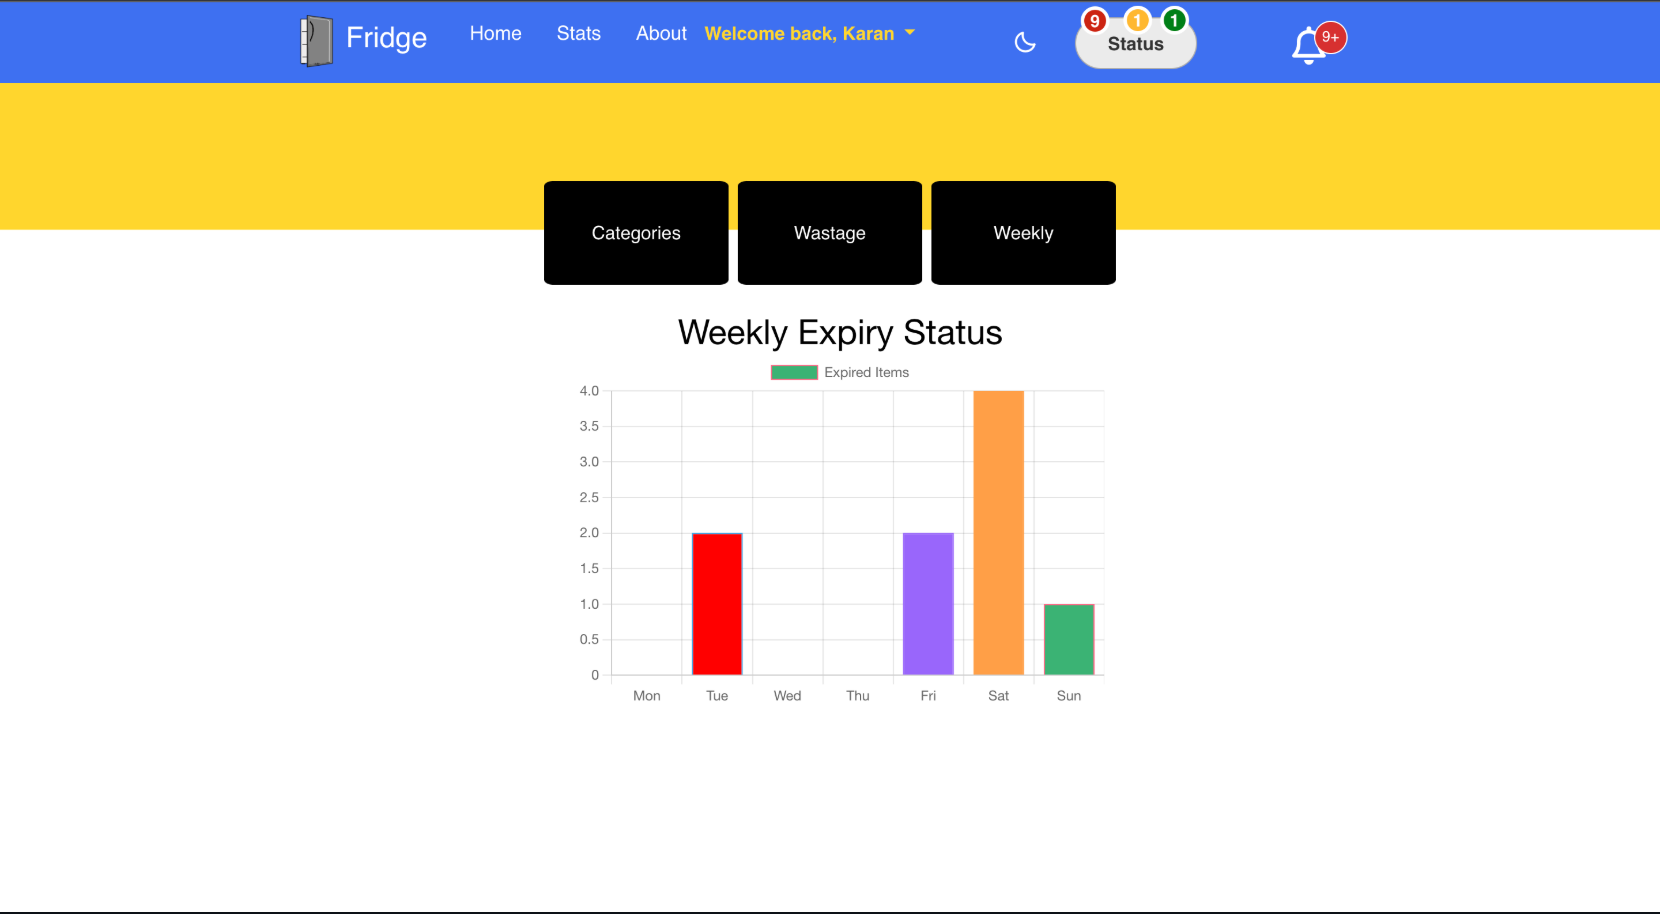 Fridge
Home Stats About Welcome back, Karan
9 1 1
Status
9+
Categories Wastage Weekly
Weekly Expiry Status
Expired Items
4.0
3.5
3.0
2.5
2.0
1.5
1.0
0.5
0
Mon Tue Wed Thu Fri Sat Sun